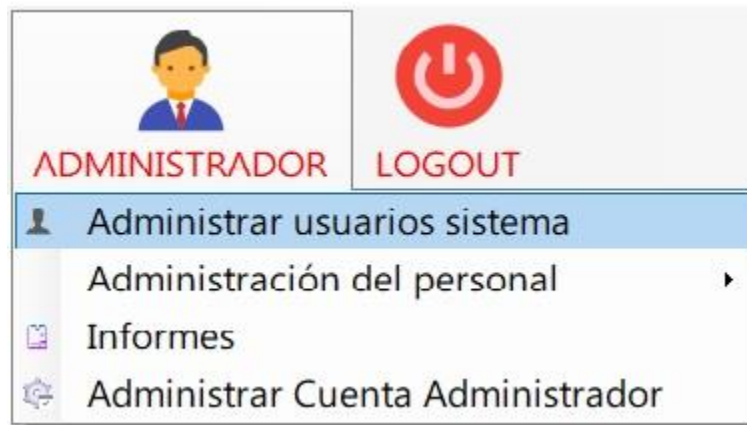 ADMINISTRADOR LOGOUT
Administrar usuarios sistema
Administración del personal
Informes
Administrar Cuenta Administrador